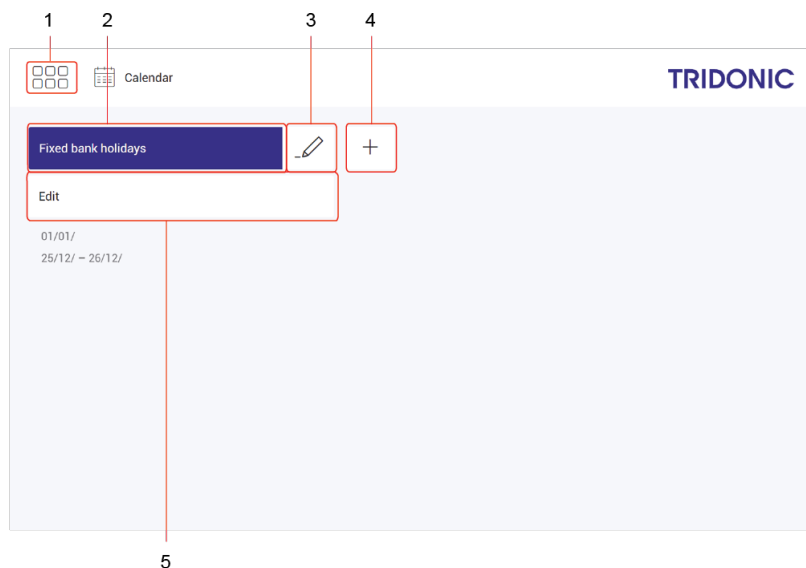 1 2 3 4
Calendar
TRIDONIC
Fixed bank holidays
Edit
01/01/
25/12/ – 26/12/
5